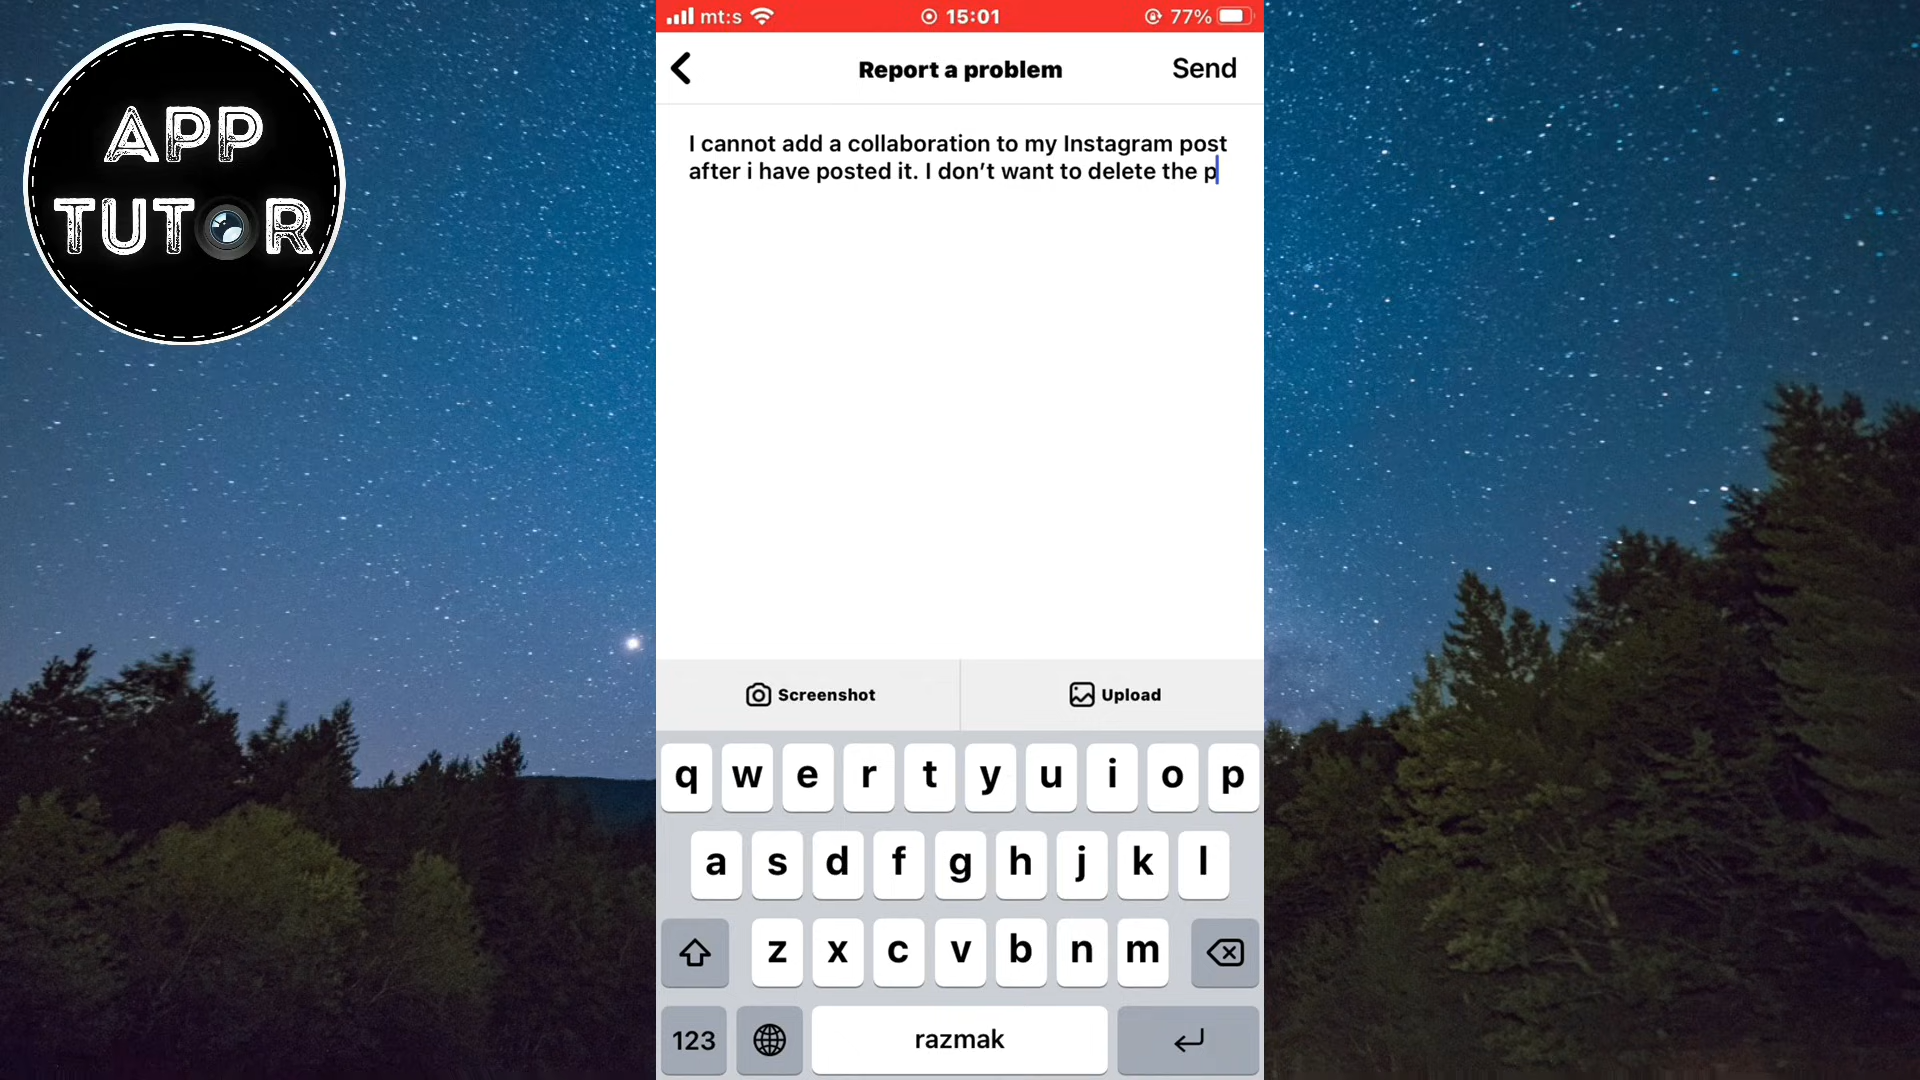 APP
TUTOR
mt:s 15:01 77%
Report a problem Send
I cannot add a collaboration to my Instagram post
after i have posted it. I don’t want to delete the p
Screenshot Upload
q w e r t y u i o p
a s d f g h j k l
z x c v b n m
123 razmak